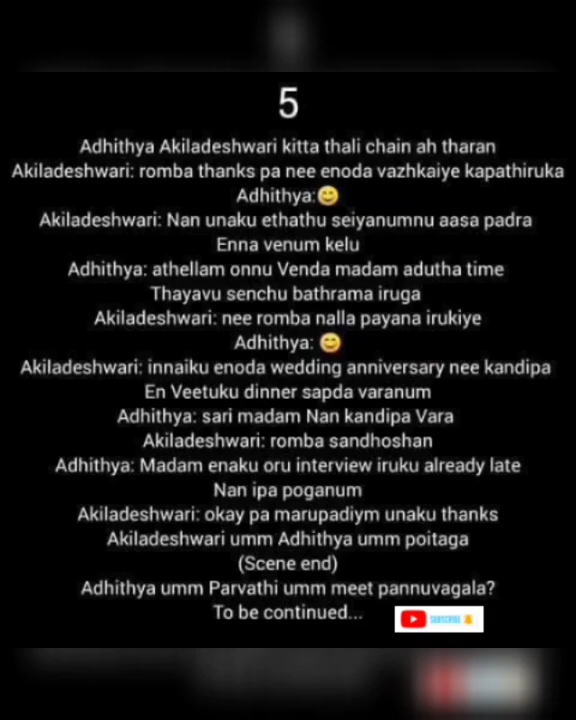 5
Adhithya Akiladeshwari kitta thali chain ah tharan
Akiladeshwari: romba thanks pa nee enoda vazhkaiye kapathiruka
Adhithya:😊
Akiladeshwari: Nan unaku ethathu seiyanumnu aasa padra
Enna venum kelu
Adhithya: athellam onnu Venda madam adutha time
Thayavu senchu bathrama iruga
Akiladeshwari: nee romba nalla payana irukiye
Adhithya: 😊
Akiladeshwari: innaiku enoda wedding anniversary nee kandipa
En Veetuku dinner sapda varanum
Adhithya: sari madam Nan kandipa Vara
Akiladeshwari: romba sandhoshan
Adhithya: Madam enaku oru interview iruku already late
Nan ipa poganum
Akiladeshwari: okay pa marupadiym unaku thanks
Akiladeshwari umm Adhithya umm poitaga
(Scene end)
Adhithya umm Parvathi umm meet pannuvagala?
To be continued...
SUBSCRIBE